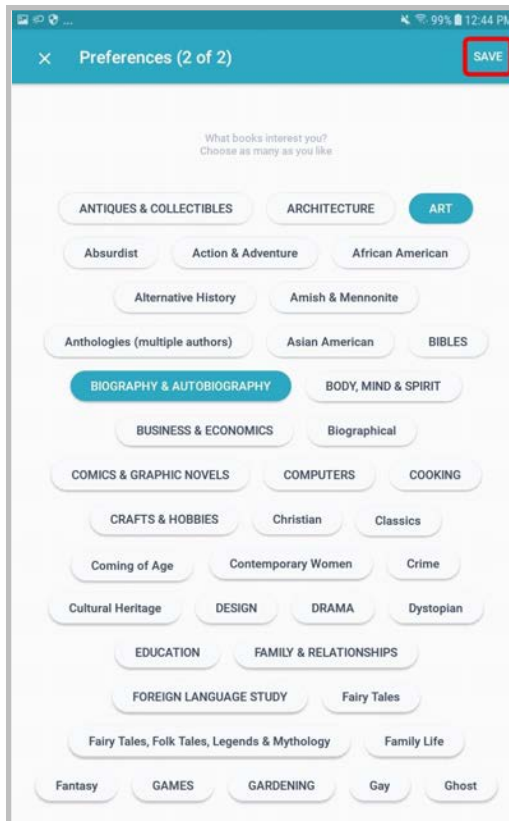 ... 99% 12:44 PM
Preferences (2 of 2) SAVE
What books interest you?
Choose as many as you like
ANTIQUES & COLLECTIBLES ARCHITECTURE ART
Absurdist Action & Adventure African American
Alternative History Amish & Mennonite
Anthologies (multiple authors) Asian American BIBLES
BIOGRAPHY & AUTOBIOGRAPHY BODY, MIND & SPIRIT
BUSINESS & ECONOMICS Biographical
COMICS & GRAPHIC NOVELS COMPUTERS COOKING
CRAFTS & HOBBIES Christian Classics
Coming of Age Contemporary Women Crime
Cultural Heritage DESIGN DRAMA Dystopian
EDUCATION FAMILY & RELATIONSHIPS
FOREIGN LANGUAGE STUDY Fairy Tales
Fairy Tales, Folk Tales, Legends & Mythology Family Life
Fantasy GAMES GARDENING Gay Ghost